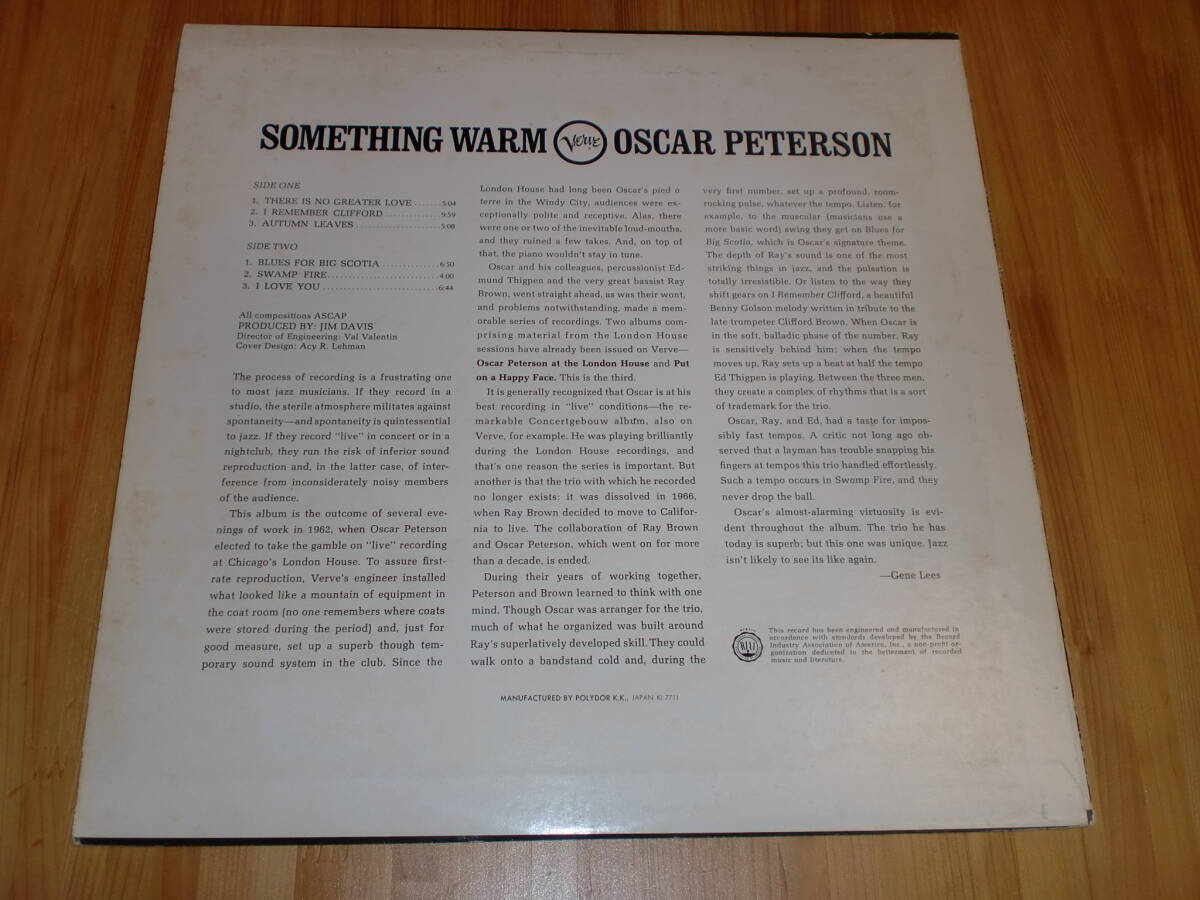 SOMETHING WARM Verve OSCAR PETERSON
SIDE ONE
1. THERE IS NO GREATER LOVE .......5:04
2. I REMEMBER CLIFFORD ..............9:59
3. AUTUMN LEAVES .....................5:08
SIDE TWO
1. BLUES FOR BIG SCOTIA ..............6:50
2. SWAMP FIRE...........................4:00
3. I LOVE YOU ............................6:44
All compositions ASCAP
PRODUCED BY: JIM DAVIS
Director of Engineering: Val Valentin
Cover Design: Acy R. Lehman
The process of recording is a frustrating one
to most jazz musicians. If they record in a
studio, the sterile atmosphere militates against
spontaneity—and spontaneity is quintessential
to jazz. If they record "live" in concert or in a
nightclub, they run the risk of inferior sound
reproduction and, in the latter case, of inter-
ference from inconsiderately noisy members
of the audience.
This album is the outcome of several eve-
nings of work in 1962, when Oscar Peterson
elected to take the gamble on "live" recording
at Chicago's London House. To assure first-
rate reproduction, Verve's engineer installed
what looked like a mountain of equipment in
the coat room (no one remembers where coats
were stored during the period) and, just for
good measure, set up a superb though tem-
porary sound system in the club. Since the
London House had long been Oscar's pied à
terre in the Windy City, audiences were ex-
ceptionally polite and receptive. Alas, there
were one or two of the inevitable loud-mouths,
and they ruined a few takes. And, on top of
that, the piano wouldn't stay in tune.
Oscar and his colleagues, percussionist Ed-
mund Thigpen and the very great bassist Ray
Brown, went straight ahead, as was their wont,
and problems notwithstanding, made a mem-
orable series of recordings. Two albums com-
prising material from the London House
sessions have already been issued on Verve—
Oscar Peterson at the London House and Put
on a Happy Face. This is the third.
It is generally recognized that Oscar is at his
best recording in "live" conditions—the re-
markable Concertgebouw album, also on
Verve, for example. He was playing brilliantly
during the London House recordings, and
that's one reason the series is important. But
another is that the trio with which he recorded
no longer exists: it was dissolved in 1966,
when Ray Brown decided to move to Califor-
nia to live. The collaboration of Ray Brown
and Oscar Peterson, which went on for more
than a decade, is ended.
During their years of working together,
Peterson and Brown learned to think with one
mind. Though Oscar was arranger for the trio,
much of what he organized was built around
Ray's superlatively developed skill. They could
walk onto a bandstand cold and, during the
very first number, set up a profound, room-
rocking pulse, whatever the tempo. Listen, for
example, to the muscular (musicians use a
more basic word) swing they get on Blues for
Big Scotia, which is Oscar's signature theme.
The depth of Ray's sound is one of the most
striking things in jazz, and the pulsation is
totally irresistible. Or listen to the way they
shift gears on I Remember Clifford, a beautiful
Benny Golson melody written in tribute to the
late trumpeter Clifford Brown. When Oscar is
in the soft, balladic phase of the number, Ray
is sensitively behind him; when the tempo
moves up, Ray sets up a beat at half the tempo
Ed Thigpen is playing. Between the three men,
they create a complex of rhythms that is a sort
of trademark for the trio.
Oscar, Ray, and Ed, had a taste for impos-
sibly fast tempos. A critic not long ago ob-
served that a layman has trouble snapping his
fingers at tempos this trio handled effortlessly.
Such a tempo occurs in Swamp Fire, and they
never drop the ball.
Oscar's almost-alarming virtuosity is evi-
dent throughout the album. The trio he has
today is superb; but this one was unique. Jazz
isn't likely to see its like again.
—Gene Lees
RIAA
This record has been engineered and manufactured in
accordance with standards developed by the Record
Industry Association of America, Inc., a non-profit or-
ganization dedicated to the betterment of recorded
music and literature.
MANUFACTURED BY POLYDOR K.K., JAPAN KI 7711